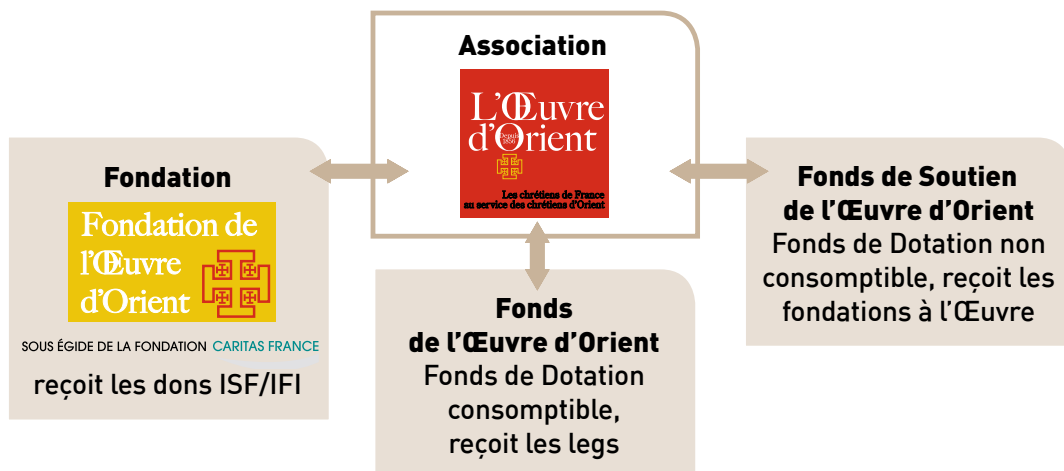 Association
L'Œuvre
d'Orient
Depuis
1856
Les chrétiens de France
au service des chrétiens d'Orient
Fondation
Fondation de
l'Œuvre
d'Orient
SOUS ÉGIDE DE LA FONDATION CARITAS FRANCE
reçoit les dons ISF/IFI
Fonds
de l'Œuvre d'Orient
Fonds de Dotation
consomptible,
reçoit les legs
Fonds de Soutien
de l'Œuvre d'Orient
Fonds de Dotation non
consomptible, reçoit les
fondations à l'Œuvre